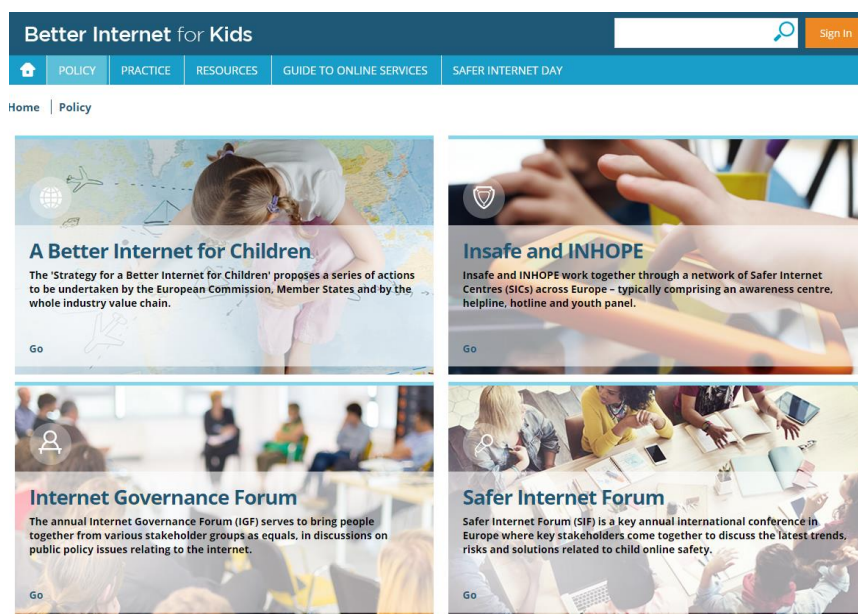 Better Internet for Kids
Sign In
POLICY PRACTICE RESOURCES GUIDE TO ONLINE SERVICES SAFER INTERNET DAY
Home Policy
A Better Internet for Children
The 'Strategy for a Better Internet for Children' proposes a series of actions
to be undertaken by the European Commission, Member States and by the
whole industry value chain.
Go
Insafe and INHOPE
Insafe and INHOPE work together through a network of Safer Internet
Centres (SICs) across Europe – typically comprising an awareness centre,
helpline, hotline and youth panel.
Go
Internet Governance Forum
The annual Internet Governance Forum (IGF) serves to bring people
together from various stakeholder groups as equals, in discussions on
public policy issues relating to the internet.
Go
Safer Internet Forum
Safer Internet Forum (SIF) is a key annual international conference in
Europe where key stakeholders come together to discuss the latest trends,
risks and solutions related to child online safety.
Go